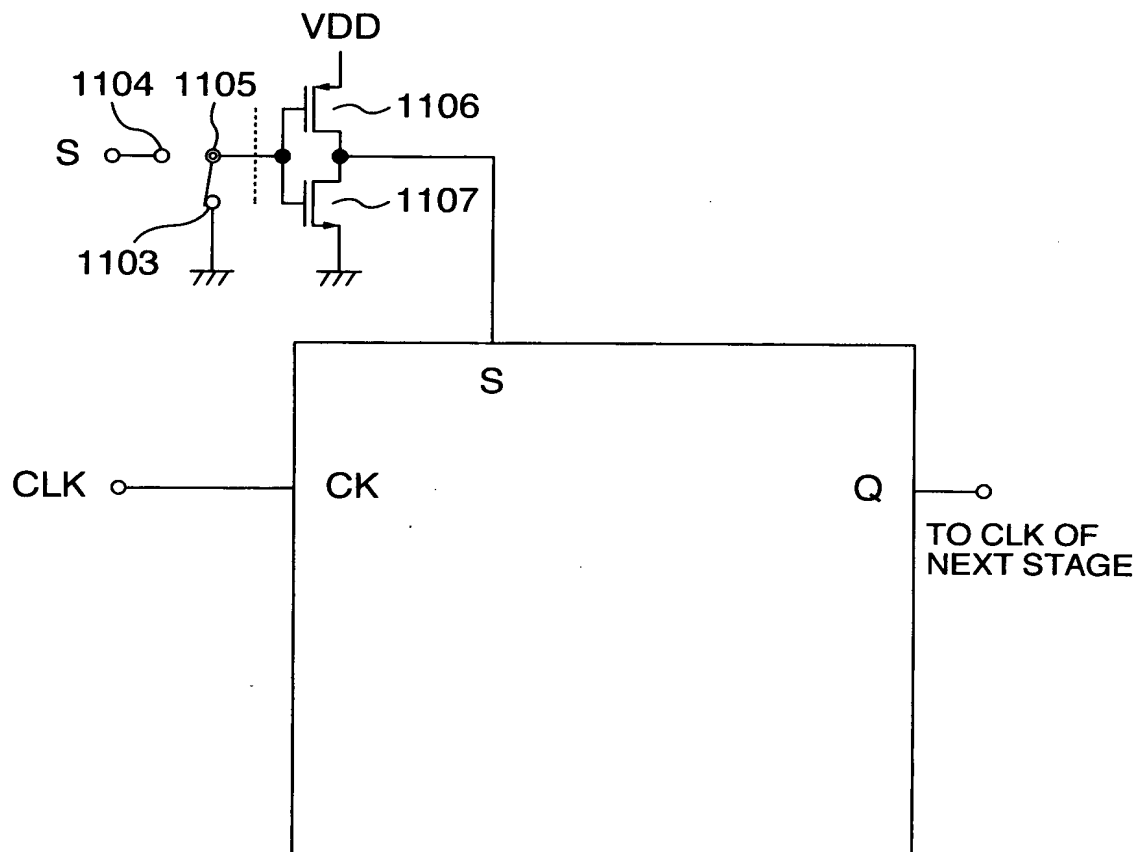 VDD
1104 1105
1106
S
1107
1103
S
CLK
CK
Q
TO CLK OF
NEXT STAGE